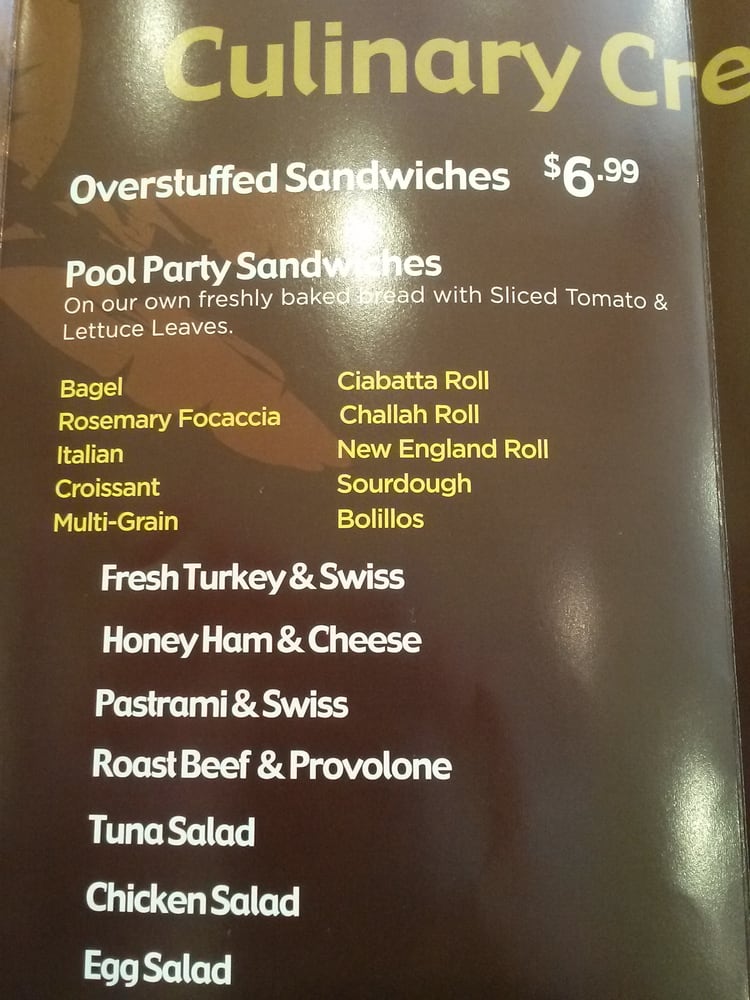 Culinary Cre
Overstuffed Sandwiches $6.99
Pool Party Sandwiches
On our own freshly baked bread with Sliced Tomato &
Lettuce Leaves.
Bagel
Rosemary Focaccia
Italian
Croissant
Multi-Grain
Ciabatta Roll
Challah Roll
New England Roll
Sourdough
Bolillos
Fresh Turkey & Swiss
Honey Ham & Cheese
Pastrami & Swiss
Roast Beef & Provolone
Tuna Salad
Chicken Salad
Egg Salad